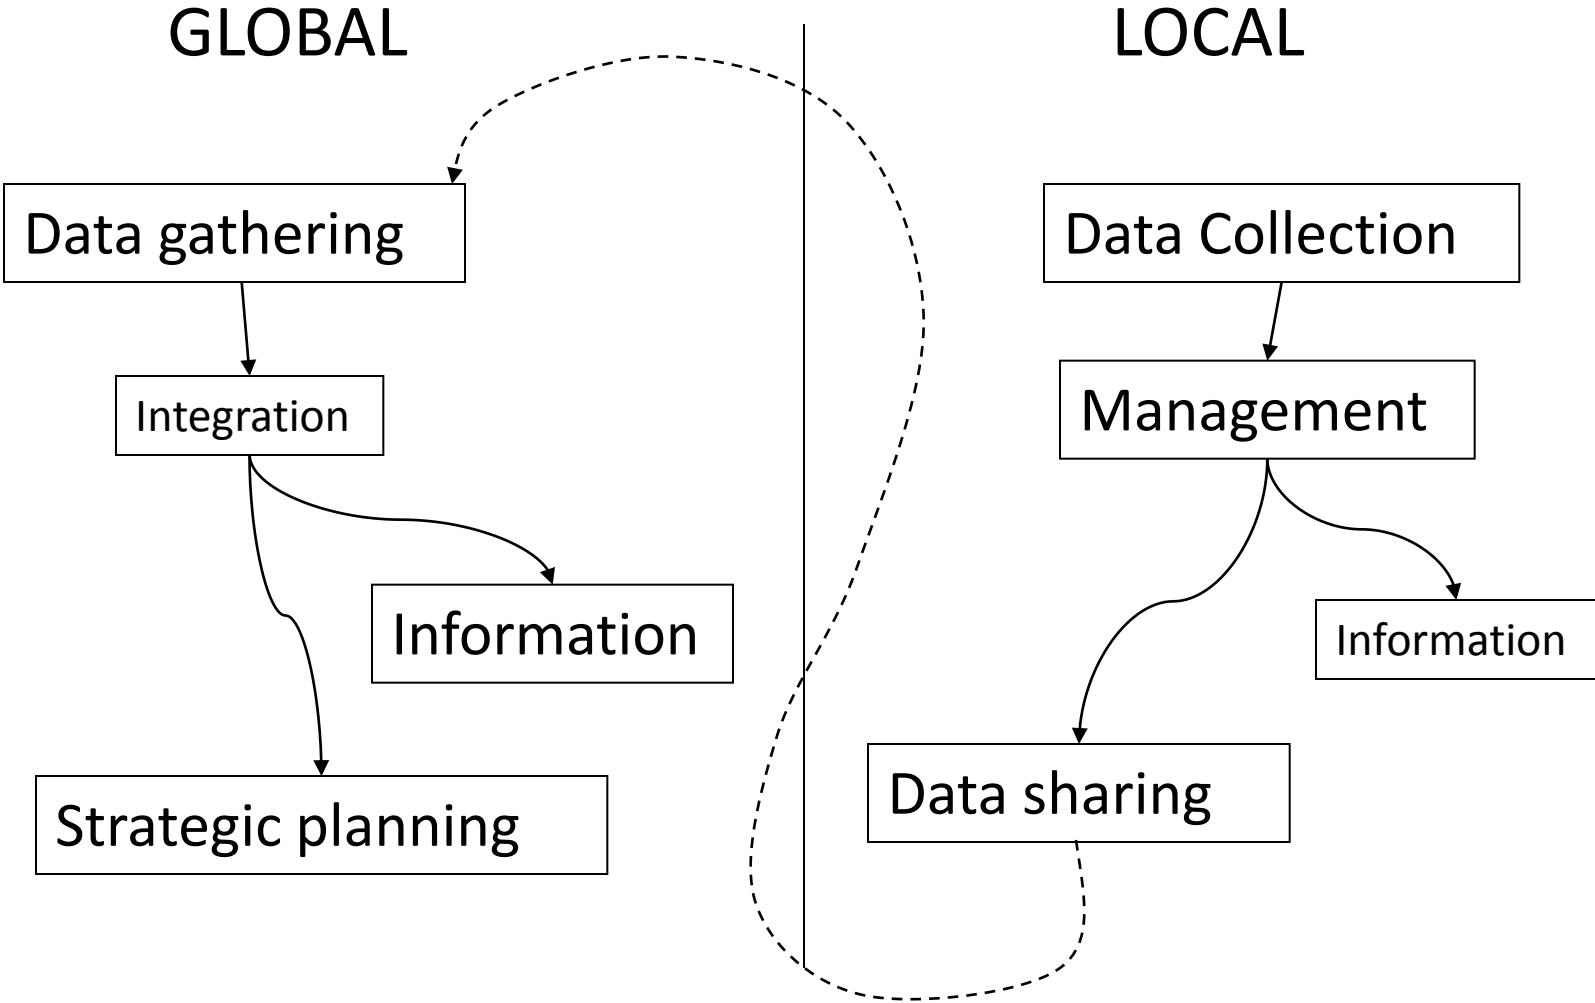 GLOBAL
LOCAL
Data gathering
Data Collection
Integration
Management
Information
Information
Data sharing
Strategic planning